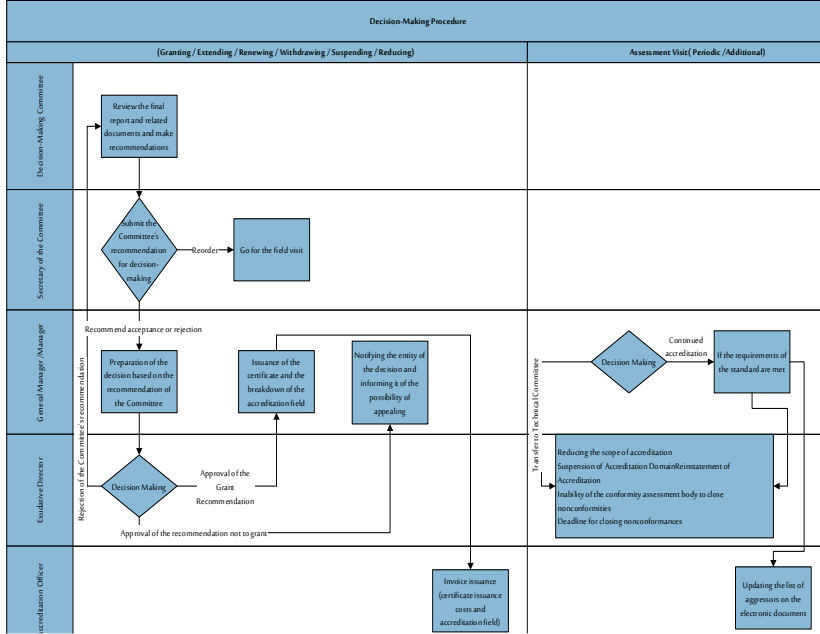 Decision-Making Procedure
(Granting / Extending / Renewing / Withdrawing / Suspending / Reducing)
Assessment Visit( Periodic /Additional)
Decision-Making Committee
Review the final
report and related
documents and make
recommendations
Secretary of the Committee
Submit the
Committee's
recommendation
for decision-
making
Reorder
Go for the field visit
General Manager /Manager
Recommend acceptance or rejection
Preparation of the
decision based on the
recommendation of
the Committee
Issuance of the
certificate and the
breakdown of the
accreditation field
Notifying the entity of
the decision and
informing it of the
possibility of
appealing
Decision Making
Continued
accreditation
If the requirements of
the standard are met
Rejection of the Committee's recommendation
Transfer to Technical Committee
Exudative Director
Decision Making
Approval of the
Grant
Recommendation
Approval of the recommendation not to grant
Reducing the scope of accreditation
Suspension of Accreditation DomainReinstatement of
Accreditation
Inability of the conformity assessment body to close
nonconformities
Deadline for closing nonconformances
Accreditation Officer
Invoice issuance
(certificate issuance
costs and
accreditation field)
Updating the list of
aggressors on the
electronic document